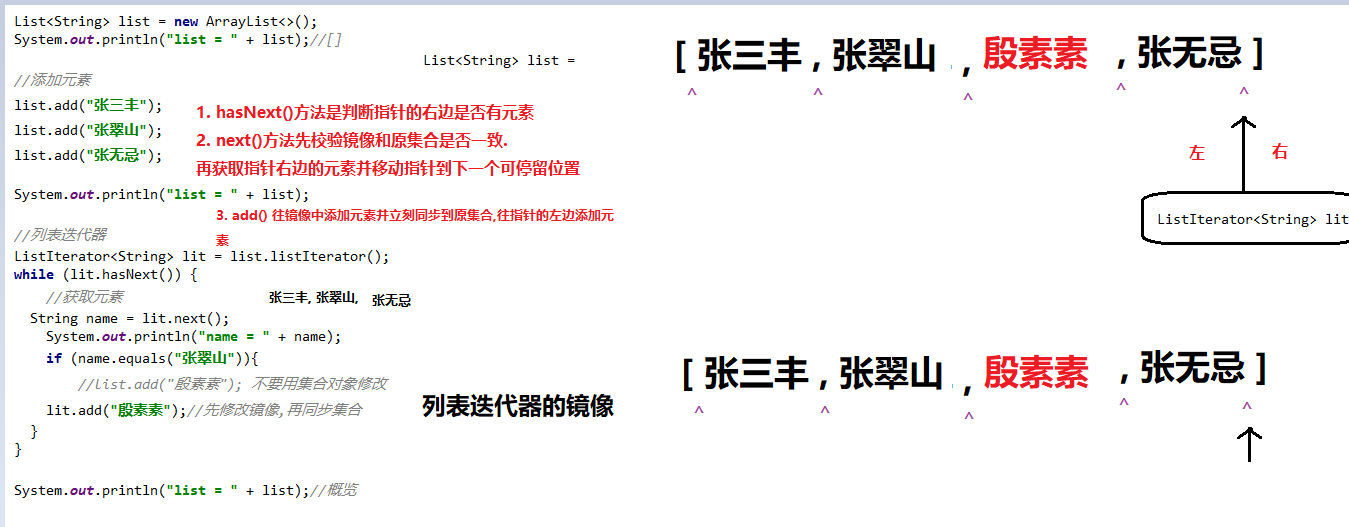 List<String> list = new ArrayList<>();
System.out.println("list = " + list);//[]
List<String> list =
//添加元素
list.add("张三丰");
list.add("张翠山");
list.add("张无忌");
1. hasNext()方法是判断指针的右边是否有元素
2. next()方法先校验镜像和原集合是否一致.
再获取指针右边的元素并移动指针到下一个可停留位置
System.out.println("list = " + list);
3. add() 往镜像中添加元素并立刻同步到原集合,往指针的左边添加元
素
//列表迭代器
ListIterator<String> lit = list.listIterator();
while (lit.hasNext()) {
//获取元素
张三丰, 张翠山, 张无忌
String name = lit.next();
System.out.println("name = " + name);
if (name.equals("张翠山")){
//list.add("殷素素"); 不要用集合对象修改
lit.add("殷素素");//先修改镜像,再同步集合
}
}
System.out.println("list = " + list);//概览
[ 张三丰 , 张翠山 , 殷素素 , 张无忌 ]
^ ^ ^ ^ ^
左 右
ListIterator<String> lit
列表迭代器的镜像
[ 张三丰 , 张翠山 , 殷素素 , 张无忌 ]
^ ^ ^ ^ ^